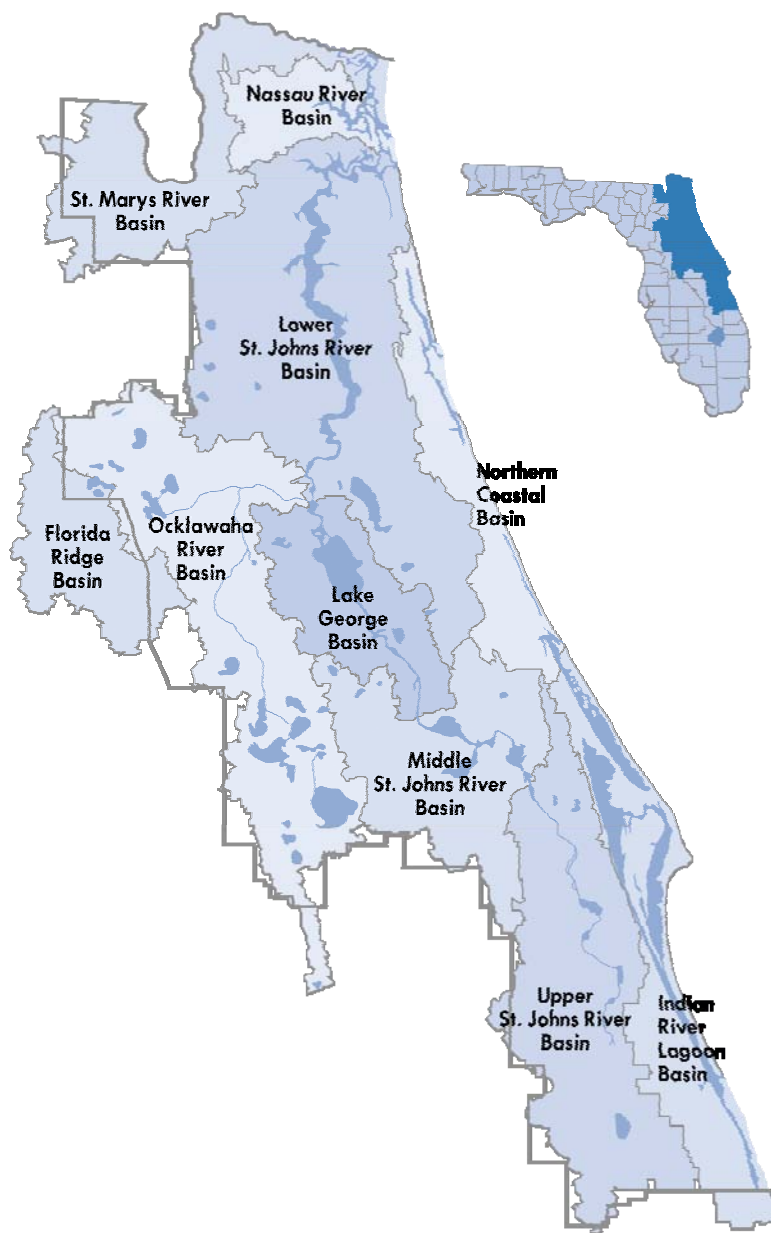 Nassau River
Basin
St. Marys River
Basin
Lower
St. Johns River
Basin
Northern
Coastal
Basin
Florida
Ridge
Basin
Ocklawaha
River
Basin
Lake
George
Basin
Middle
St. Johns River
Basin
Upper
St. Johns River
Basin
Indian
River
Lagoon
Basin